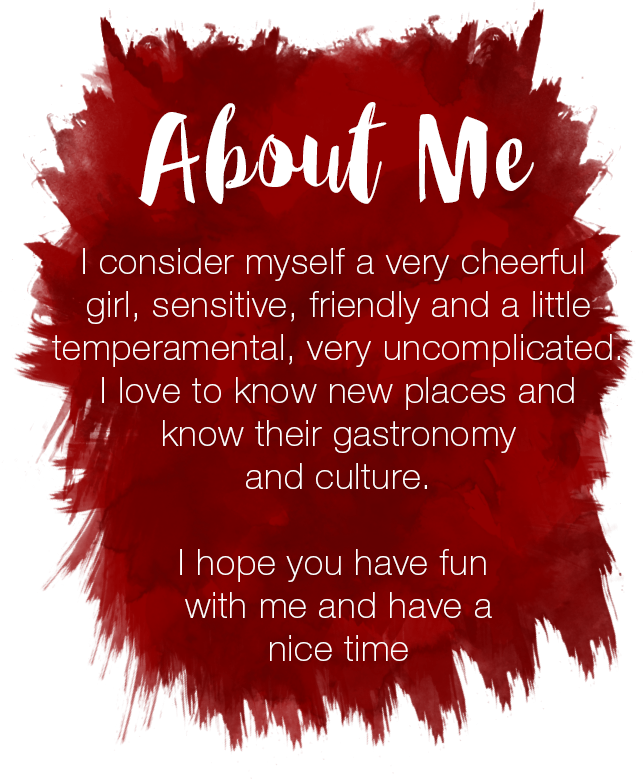 About Me
I consider myself a very cheerful
girl, sensitive, friendly and a little
temperamental, very uncomplicated.
I love to know new places and
know their gastronomy
and culture.
I hope you have fun
with me and have a
nice time